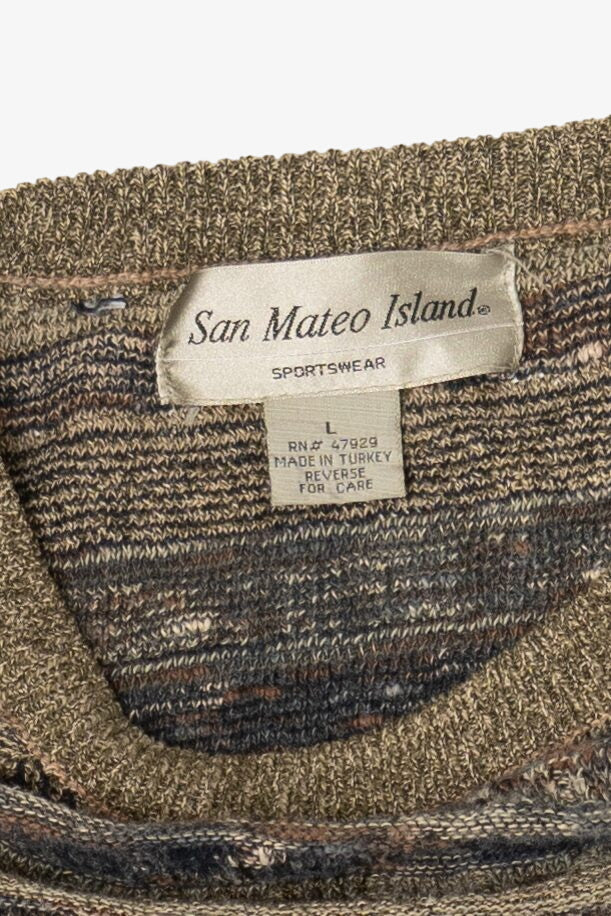 San Mateo Island®
SPORTSWEAR
L
RN# 47929
MADE IN TURKEY
REVERSE
FOR CARE